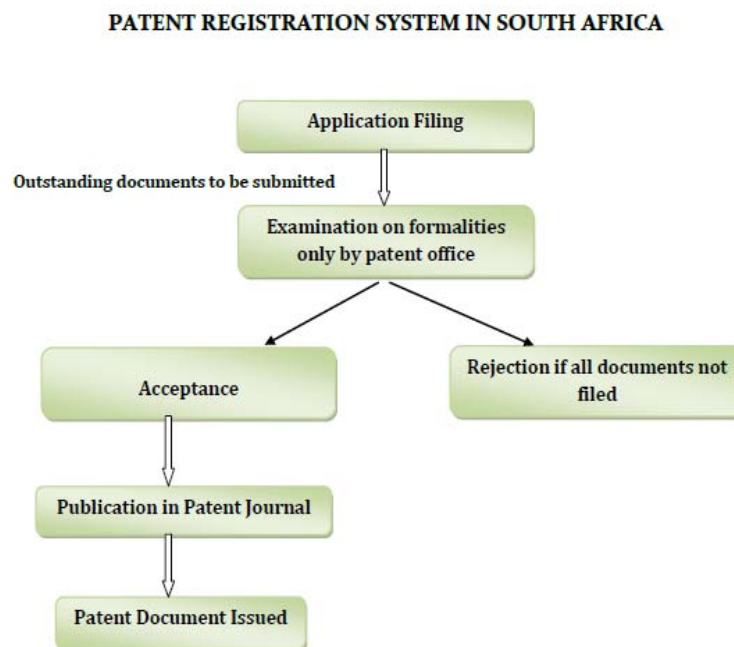 PATENT REGISTRATION SYSTEM IN SOUTH AFRICA
Application Filing
Outstanding documents to be submitted
Examination on formalities
only by patent office
Acceptance
Rejection if all documents not
filed
Publication in Patent Journal
Patent Document Issued